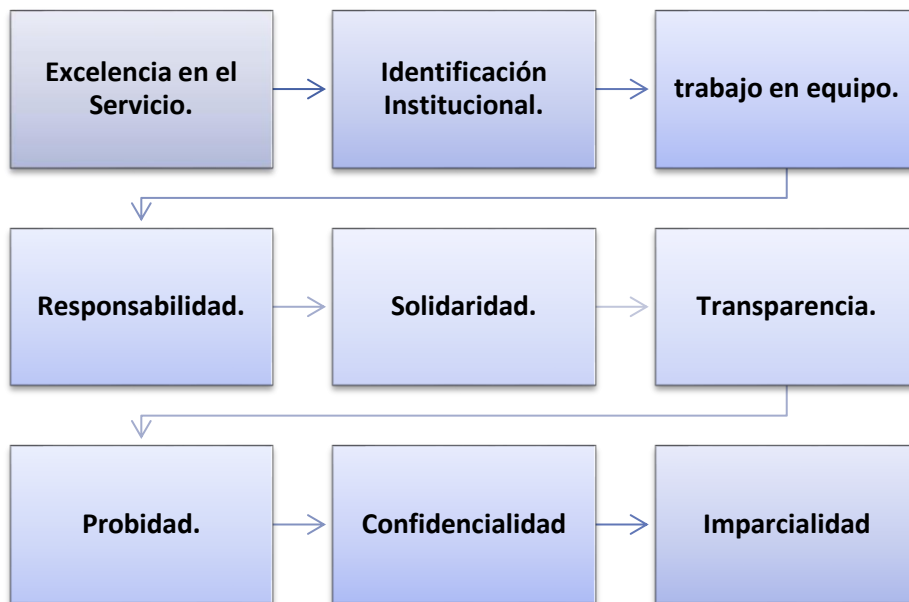 Excelencia en el
Servicio.
Identificación
Institucional.
trabajo en equipo.
Responsabilidad.
Solidaridad.
Transparencia.
Probidad.
Confidencialidad
Imparcialidad